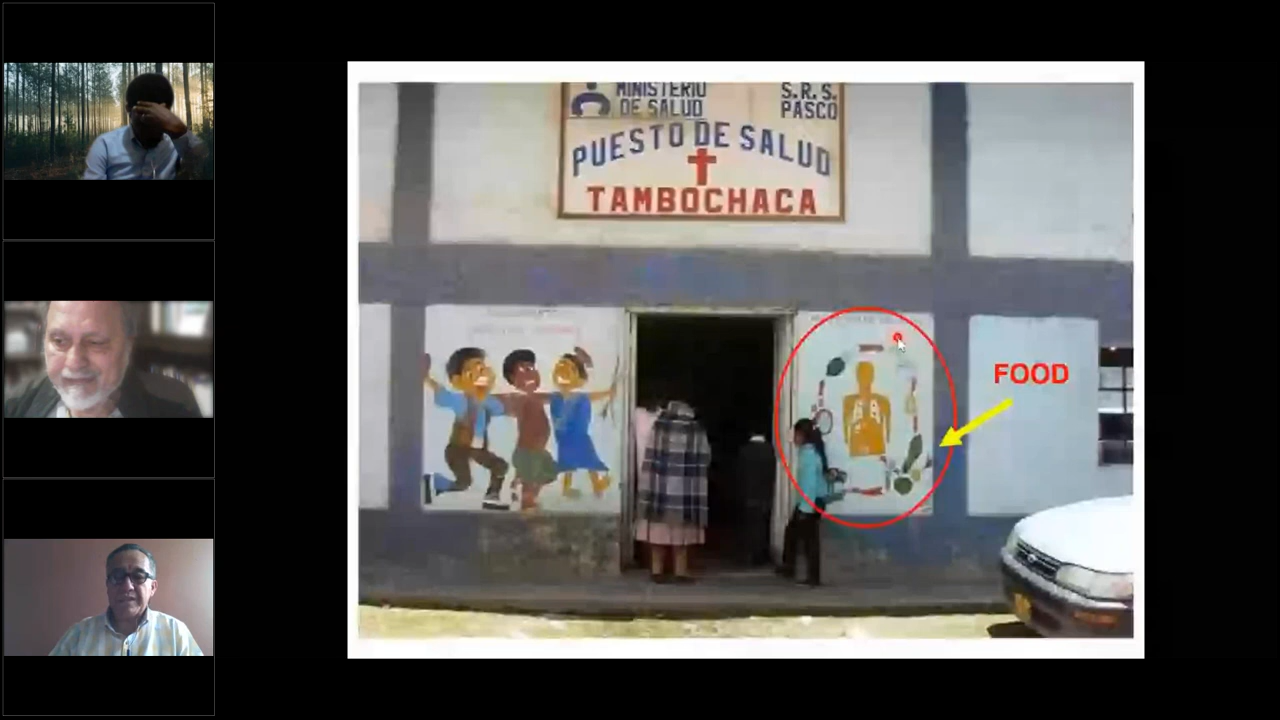 MINISTERIO
DE SALUD
S.R.S.
PASCO
PUESTO DE SALUD
TAMBOCHACA
FOOD